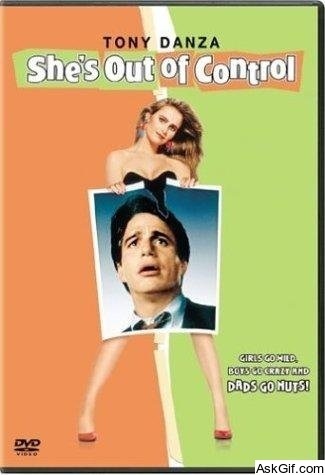 TONY DANZA
She's Out of Control
GIRLS GO WILD,
BOYS GO CRAZY AND
DADS GO NUTS!
DVD
VIDEO
AskGif.com